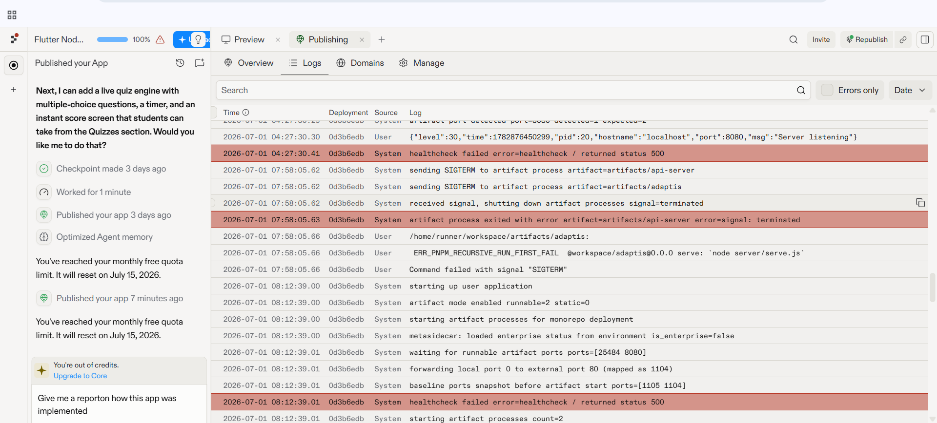 Flutter Nod...
100%
Preview
Publishing
Invite
Republish
Published your App
Overview
Logs
Domains
Manage
Next, I can add a live quiz engine with
multiple-choice questions, a timer, and an
instant score screen that students can
take from the Quizzes section. Would you
like me to do that?
Checkpoint made 3 days ago
Worked for 1 minute
Published your app 3 days ago
Optimized Agent memory
You've reached your monthly free quota
limit. It will reset on July 15, 2026.
Published your app 7 minutes ago
You've reached your monthly free quota
limit. It will reset on July 15, 2026.
You're out of credits.
Upgrade to Core
Give me a reporton how this app was
implemented
Search
Errors only
Date
Time Deployment Source Log
2026-07-01 04:27:30.30 0d3b6edb User {"level":30,"time":1782876450299,"pid":20,"hostname":"localhost","port":8080,"msg":"Server listening"}
2026-07-01 04:27:30.41 0d3b6edb System healthcheck failed error=healthcheck / returned status 500
2026-07-01 07:58:05.62 0d3b6edb System sending SIGTERM to artifact process artifact=artifacts/api-server
2026-07-01 07:58:05.62 0d3b6edb System sending SIGTERM to artifact process artifact=artifacts/adaptis
2026-07-01 07:58:05.62 0d3b6edb System received signal, shutting down artifact processes signal=terminated
2026-07-01 07:58:05.63 0d3b6edb System artifact process exited with error artifact=artifacts/api-server error=signal: terminated
2026-07-01 07:58:05.66 0d3b6edb User /home/runner/workspace/artifacts/adaptis:
2026-07-01 07:58:05.66 0d3b6edb User ERR_PNPM_RECURSIVE_RUN_FIRST_FAIL @workspace/adaptis@0.0.0 serve: `node server/serve.js`
2026-07-01 07:58:05.66 0d3b6edb User Command failed with signal "SIGTERM"
2026-07-01 08:12:39.00 0d3b6edb System starting up user application
2026-07-01 08:12:39.00 0d3b6edb System artifact mode enabled runnable=2 static=0
2026-07-01 08:12:39.00 0d3b6edb System starting artifact processes for monorepo deployment
2026-07-01 08:12:39.01 0d3b6edb System metasidecar: loaded enterprise status from environment is_enterprise=false
2026-07-01 08:12:39.01 0d3b6edb System waiting for runnable artifact ports ports=[25484 8080]
2026-07-01 08:12:39.01 0d3b6edb System forwarding local port 0 to external port 80 (mapped as 1104)
2026-07-01 08:12:39.01 0d3b6edb System baseline ports snapshot before artifact start ports=[1105 1104]
2026-07-01 08:12:39.01 0d3b6edb System healthcheck failed error=healthcheck / returned status 500
2026-07-01 08:12:39.01 0d3b6edb System starting artifact processes count=2